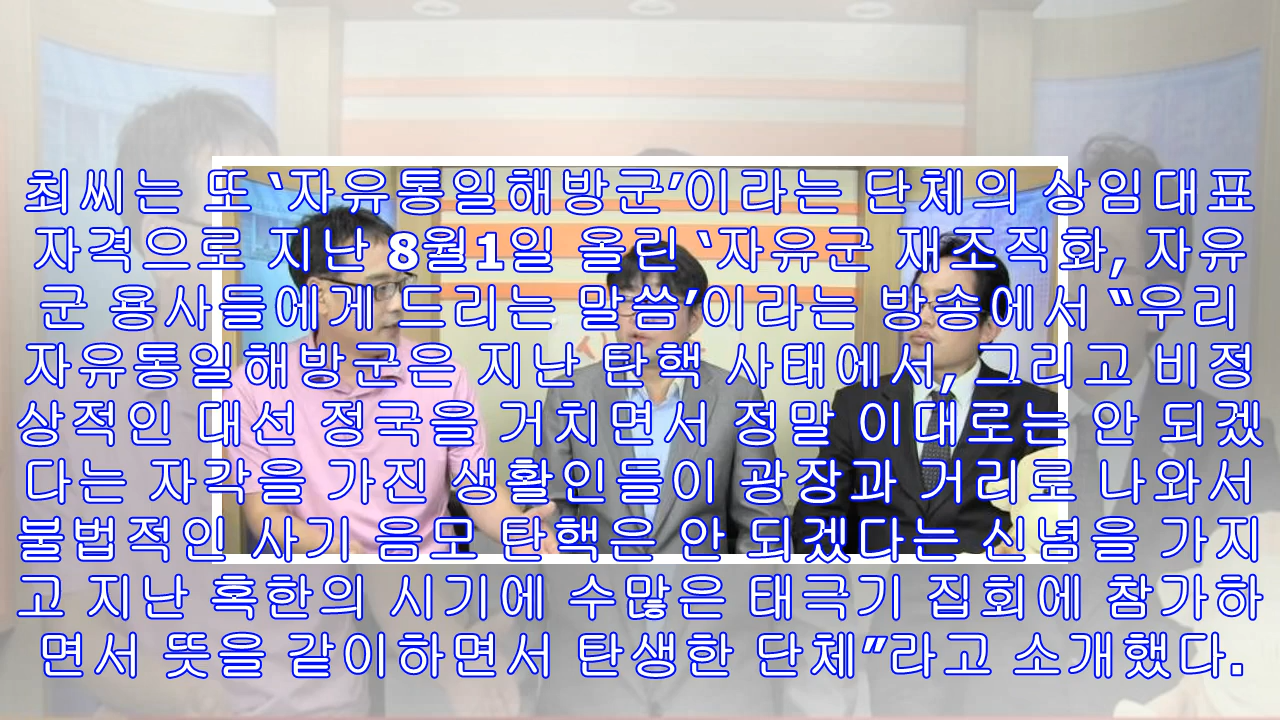 최씨는 또 ‘자유통일해방군’이라는 단체의 상임대표
자격으로 지난 8월1일 올린 ‘자유군 재조직화, 자유
군 용사들에게 드리는 말씀’이라는 방송에서 “우리
자유통일해방군은 지난 탄핵 사태에서, 그리고 비정
상적인 대선 정국을 거치면서 정말 이대로는 안 되겠
다는 자각을 가진 생활인들이 광장과 거리로 나와서
불법적인 사기 음모 탄핵은 안 되겠다는 신념을 가지
고 지난 혹한의 시기에 수많은 태극기 집회에 참가하
면서 뜻을 같이하면서 탄생한 단체”라고 소개했다.